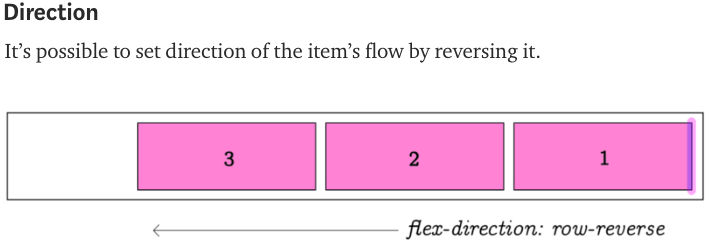 Direction
It’s possible to set direction of the item’s flow by reversing it.
3 2 1
flex-direction: row-reverse